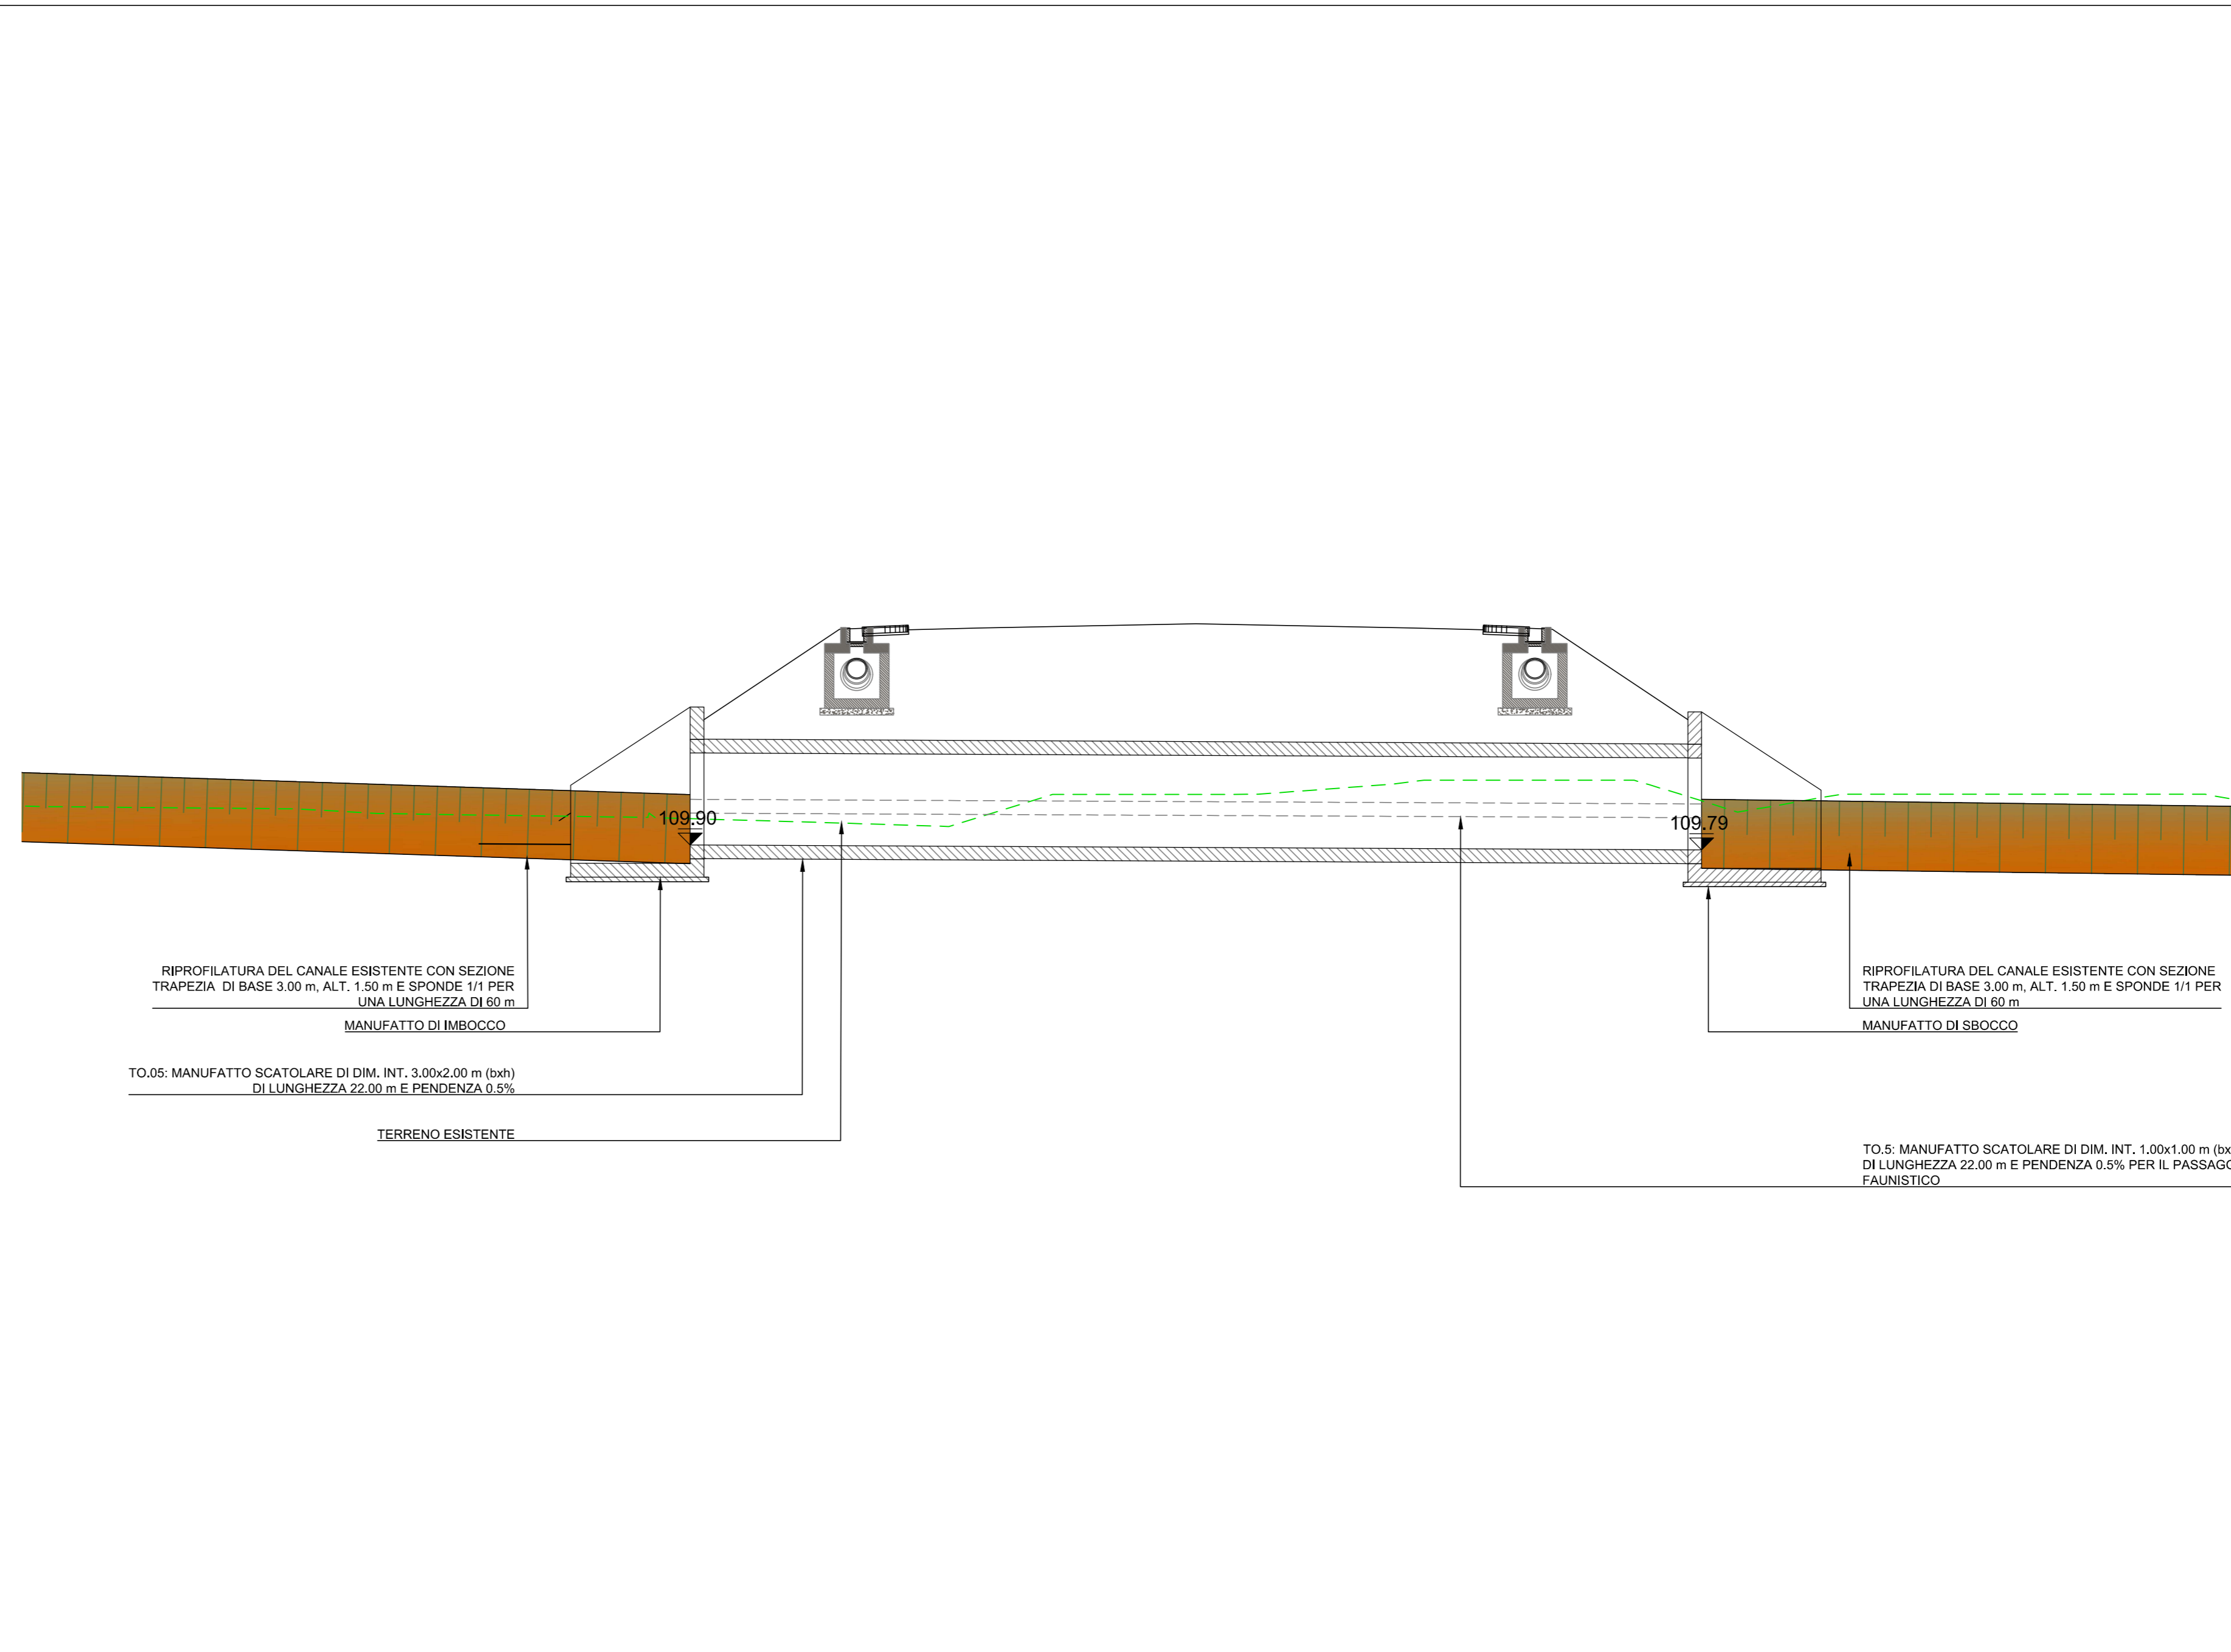 109.90
109.79
RIPROFILATURA DEL CANALE ESISTENTE CON SEZIONE
TRAPEZIA DI BASE 3.00 m, ALT. 1.50 m E SPONDE 1/1 PER
UNA LUNGHEZZA DI 60 m
MANUFATTO DI IMBOCCO
TO.05: MANUFATTO SCATOLARE DI DIM. INT. 3.00x2.00 m (bxh)
DI LUNGHEZZA 22.00 m E PENDENZA 0.5%
TERRENO ESISTENTE
RIPROFILATURA DEL CANALE ESISTENTE CON SEZIONE
TRAPEZIA DI BASE 3.00 m, ALT. 1.50 m E SPONDE 1/1 PER
UNA LUNGHEZZA DI 60 m
MANUFATTO DI SBOCCO
TO.5: MANUFATTO SCATOLARE DI DIM. INT. 1.00x1.00 m (bx
DI LUNGHEZZA 22.00 m E PENDENZA 0.5% PER IL
FAUNISTICO